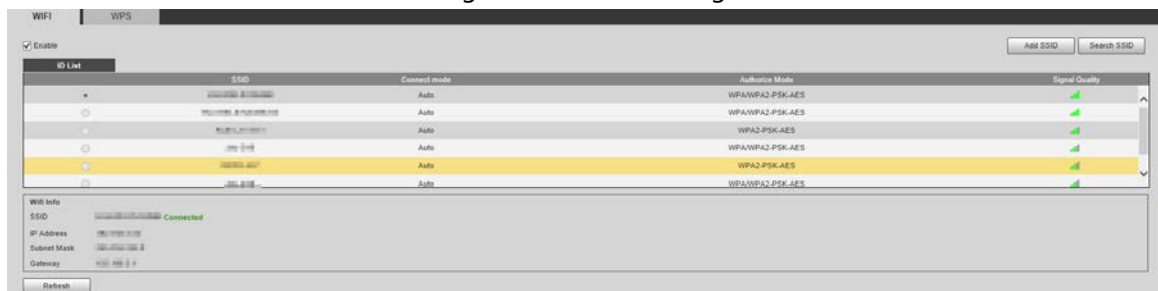 WIFI WPS
Enable Add SSID Search SSID
ID List
SSID Connect mode Authorize Mode Signal Quality
Auto WPA/WPA2-PSK-AES
Auto WPA/WPA2-PSK-AES
Auto WPA2-PSK-AES
Auto WPA/WPA2-PSK-AES
Auto WPA2-PSK-AES
Auto WPA/WPA2-PSK-AES
Wifi Info
SSID Connected
IP Address
Subnet Mask
Gateway
Refresh